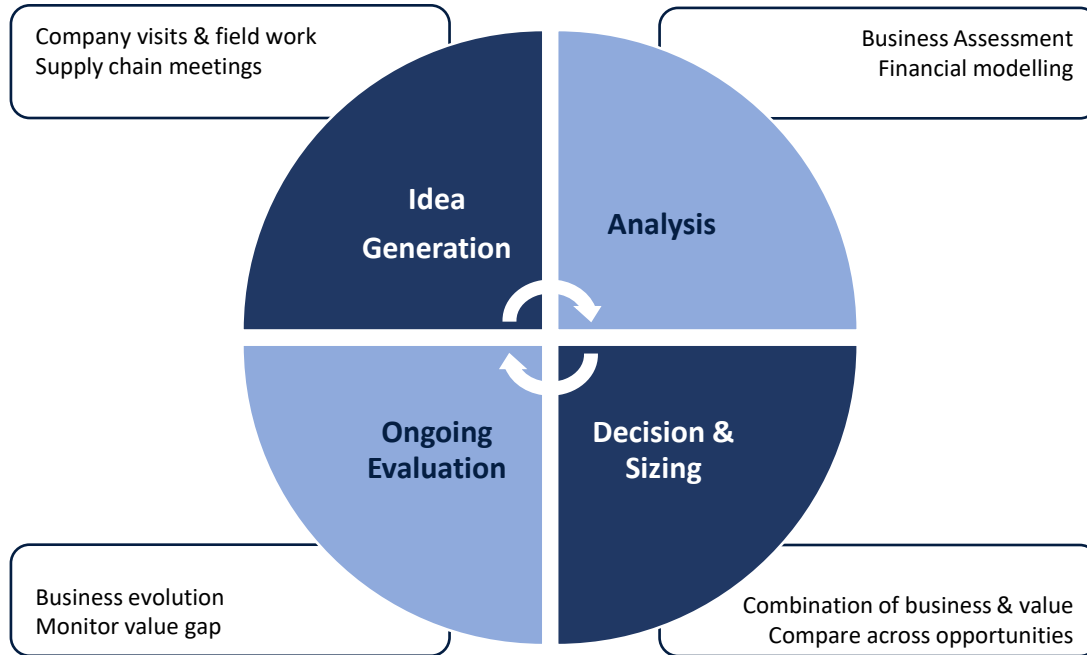 Company visits & field work
Supply chain meetings
Business Assessment
Financial modelling
Idea
Generation
Analysis
Ongoing
Evaluation
Decision &
Sizing
Business evolution
Monitor value gap
Combination of business & value
Compare across opportunities